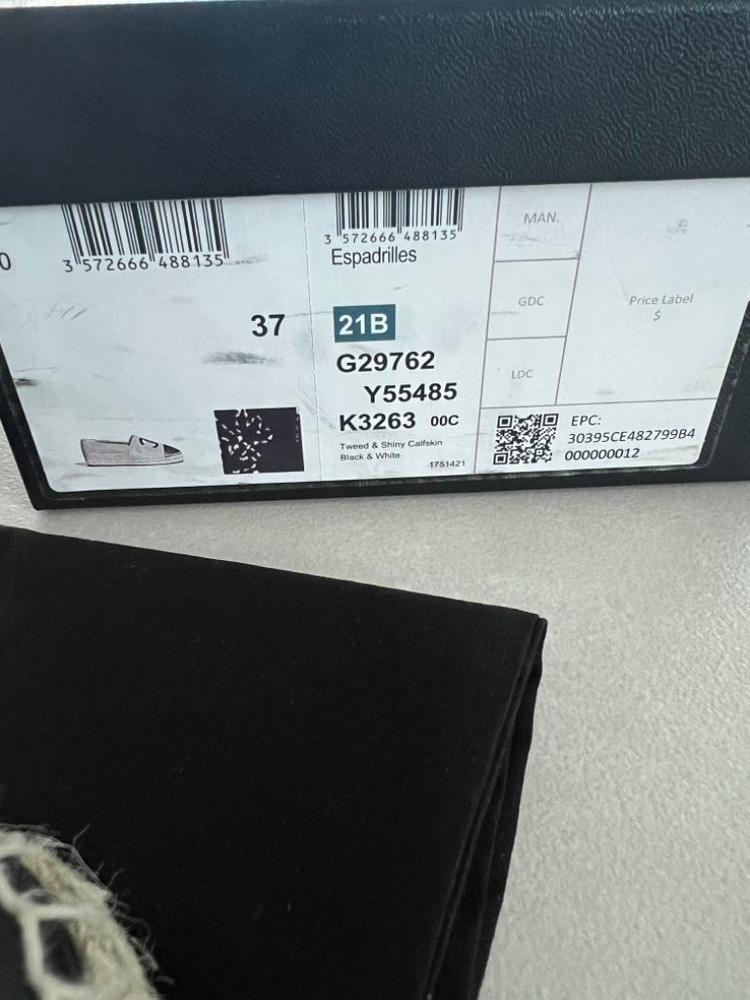 0
3 572666 488135
37
3 572666 488135
Espadrilles
21B
G29762
Y55485
K3263 00C
Tweed & Shiny Calfskin
Black & White
1751421
MAN.
GDC
LDC
Price Label
$
EPC:
30395CE482799B4
000000012